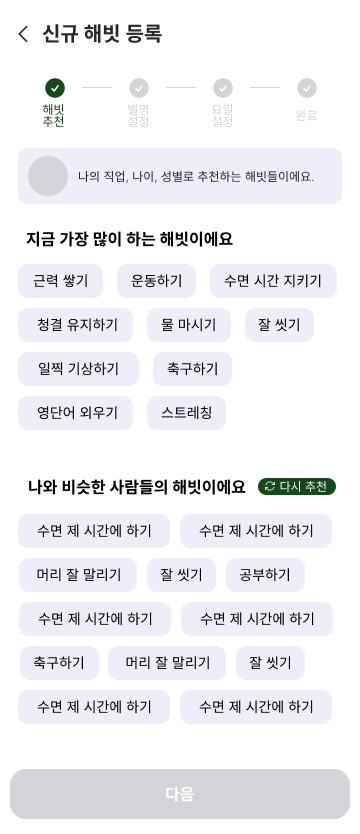 신규 해빗 등록
해빗
추천
별명
설정
요일
설정
완료
나의 직업, 나이, 성별로 추천하는 해빗들이에요.
지금 가장 많이 하는 해빗이에요
근력 쌓기 운동하기 수면 시간 지키기
청결 유지하기 물 마시기 잘 씻기
일찍 기상하기 축구하기
영단어 외우기 스트레칭
나와 비슷한 사람들의 해빗이에요 다시 추천
수면 제 시간에 하기 수면 제 시간에 하기
머리 잘 말리기 잘 씻기 공부하기
수면 제 시간에 하기 수면 제 시간에 하기
축구하기 머리 잘 말리기 잘 씻기
수면 제 시간에 하기 수면 제 시간에 하기
다음